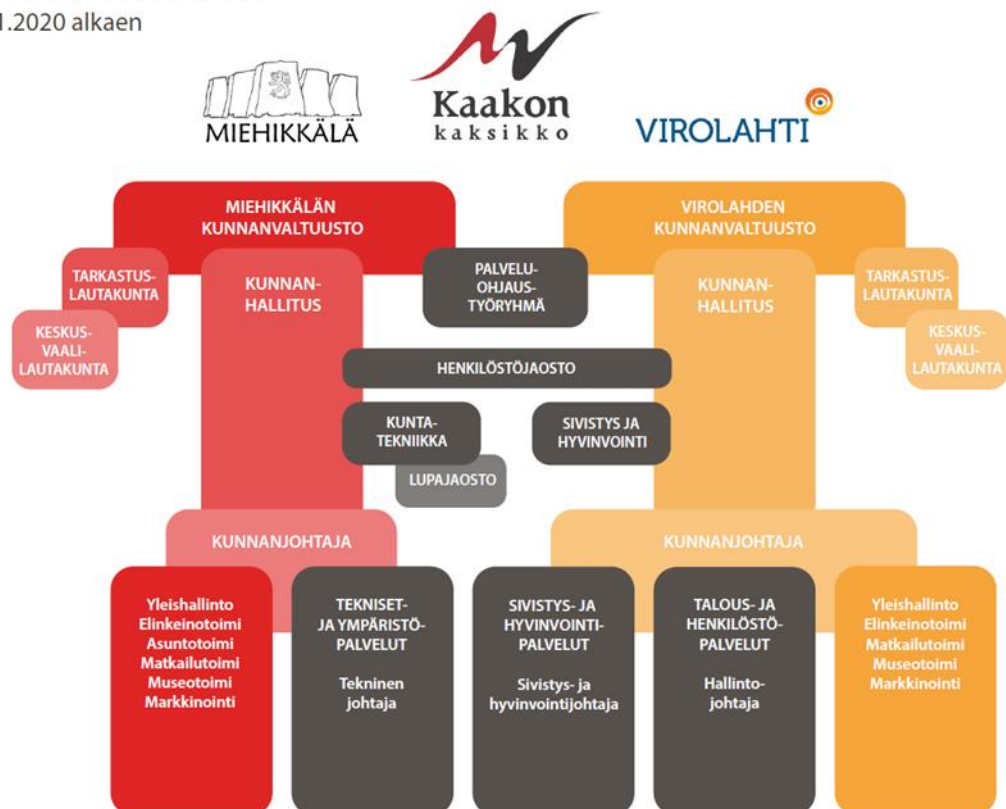 1.2020 alkaen
MIEHIKKÄLÄ
Kaakon
kaksikko
VIROLAHTI
MIEHIKKÄLÄN
KUNNANVALTUUSTO
VIROLAHDEN
KUNNANVALTUUSTO
TARKASTUS-
LAUTAKUNTA
KESKUS-
VAALI-
LAUTAKUNTA
KUNNAN-
HALLITUS
PALVELU-
OHJAUS-
TYÖRYHMÄ
KUNNAN-
HALLITUS
TARKASTUS-
LAUTAKUNTA
KESKUS-
VAALI-
LAUTAKUNTA
HENKILÖSTÖJAOSTO
KUNTA-
TEKNIIKKA
SIVISTYS JA
HYVINVOINTI
LUPAJAOSTO
KUNNANJOHTAJA
KUNNANJOHTAJA
Yleishallinto
Elinkeinotoimi
Asuntotoimi
Matkailutoimi
Museotoimi
Markkinointi
TEKNISET-
JA YMPÄRISTÖ-
PALVELUT
Tekninen
johtaja
SIVISTYS- JA
HYVINVOINTI-
PALVELUT
Sivistys- ja
hyvinvointijohtaja
TALOUS- JA
HENKILÖSTÖ-
PALVELUT
Hallinto-
johtaja
Yleishallinto
Elinkeinotoimi
Matkailutoimi
Museotoimi
Markkinointi